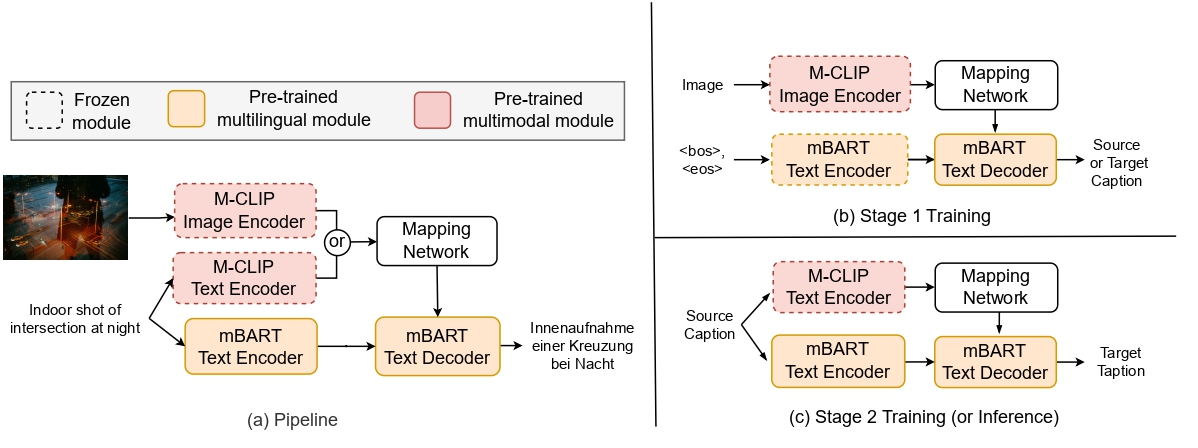 Frozen
module
Pre-trained
multilingual module
Pre-trained
multimodal module
M-CLIP
Image Encoder
or
Mapping
Network
M-CLIP
Text Encoder
Indoor shot of
intersection at night
mBART
Text Encoder
mBART
Text Decoder
Innenaufnahme
einer Kreuzung
bei Nacht
(a) Pipeline
Image
M-CLIP
Image Encoder
Mapping
Network
<bos>,
<eos>
mBART
Text Encoder
mBART
Text Decoder
Source
or Target
Caption
(b) Stage 1 Training
M-CLIP
Text Encoder
Mapping
Network
Source
Caption
mBART
Text Encoder
mBART
Text Decoder
Target
Taption
(c) Stage 2 Training (or Inference)